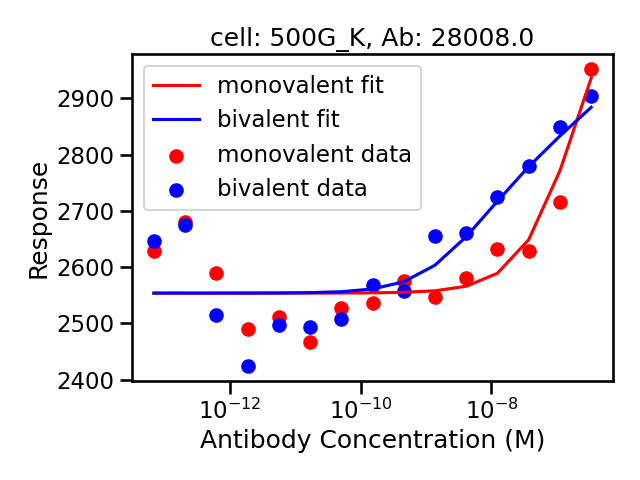 cell: 500G_K, Ab: 28008.0
monovalent fit
bivalent fit
monovalent data
bivalent data
Response
2900
2800
2700
2600
2500
2400
10⁻¹²
10⁻¹⁰
10⁻⁸
Antibody Concentration (M)